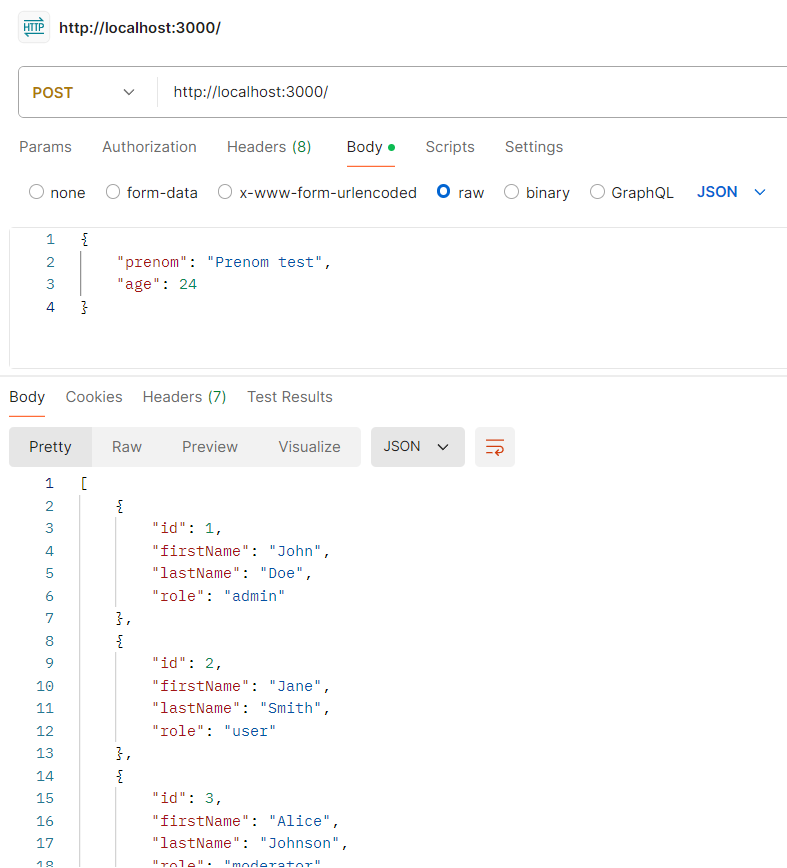 HTTP http://localhost:3000/
POST http://localhost:3000/
Params Authorization Headers (8) Body Scripts Settings
none form-data x-www-form-urlencoded raw binary GraphQL JSON
1 {
2 "prenom": "Prenom test",
3 "age": 24
4 }
Body Cookies Headers (7) Test Results
Pretty Raw Preview Visualize JSON
1 [
2 {
3 "id": 1,
4 "firstName": "John",
5 "lastName": "Doe",
6 "role": "admin"
7 },
8 {
9 "id": 2,
10 "firstName": "Jane",
11 "lastName": "Smith",
12 "role": "user"
13 },
14 {
15 "id": 3,
16 "firstName": "Alice",
17 "lastName": "Johnson",
18 "role": "moderator"